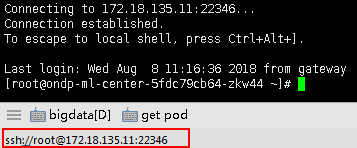 Connecting to 172.18.135.11:22346...
Connection established.
To escape to local shell, press Ctrl+Alt+].
Last login: Wed Aug  8 11:16:36 2018 from gateway
[root@ondp-ml-center-5fdc79cb64-zkw44 ~]#
bigdata[D] get pod
ssh://root@172.18.135.11:22346